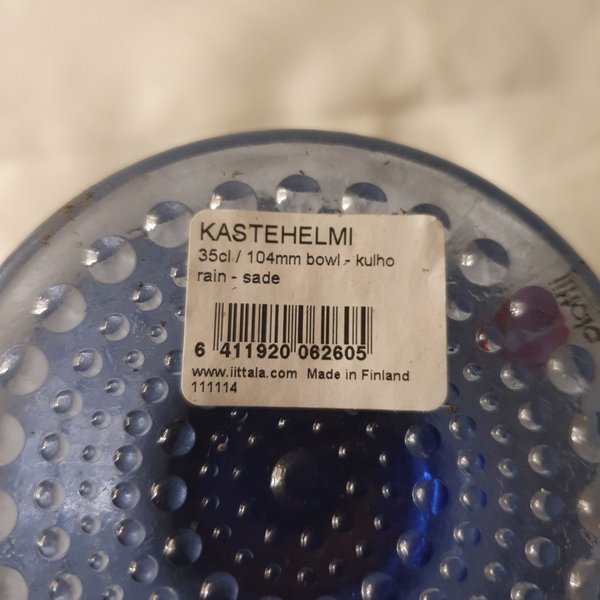 KASTEHELMI
35cl / 104mm bowl - kulho
rain - sade
6 411920 062605
www.iittala.com Made in Finland
111114